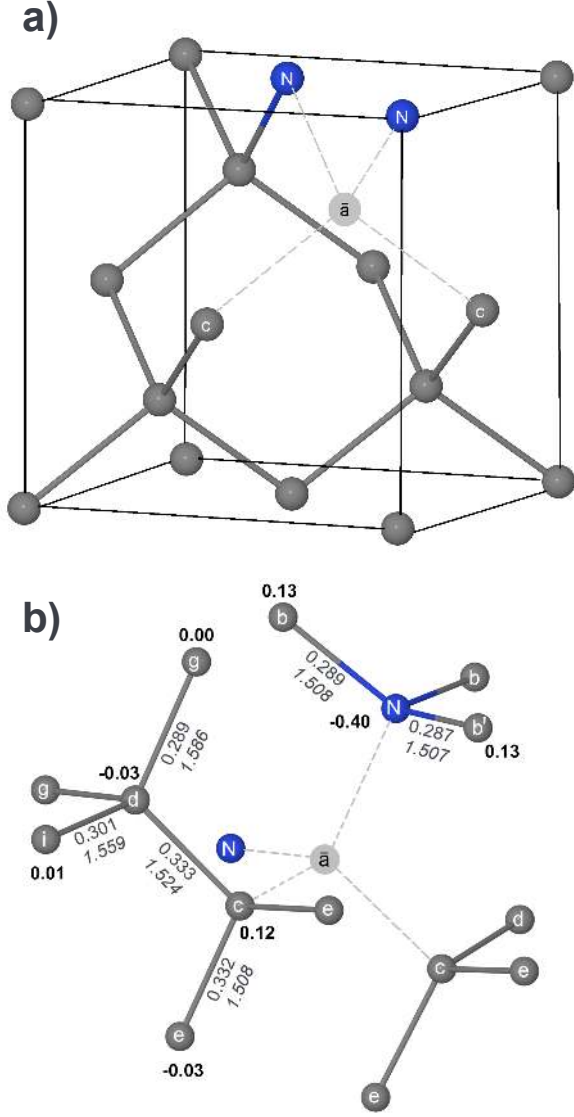 a)
N
N
ā
c
c
b)
0.13
b
0.00
g
0.289
1.508
b
N
-0.40
b'
0.287
1.507
0.13
0.289
1.586
-0.03
g
d
i
0.301
1.559
0.01
N
ā
0.333
1.524
c
e
0.12
d
c
e
0.332
1.508
e
-0.03
e